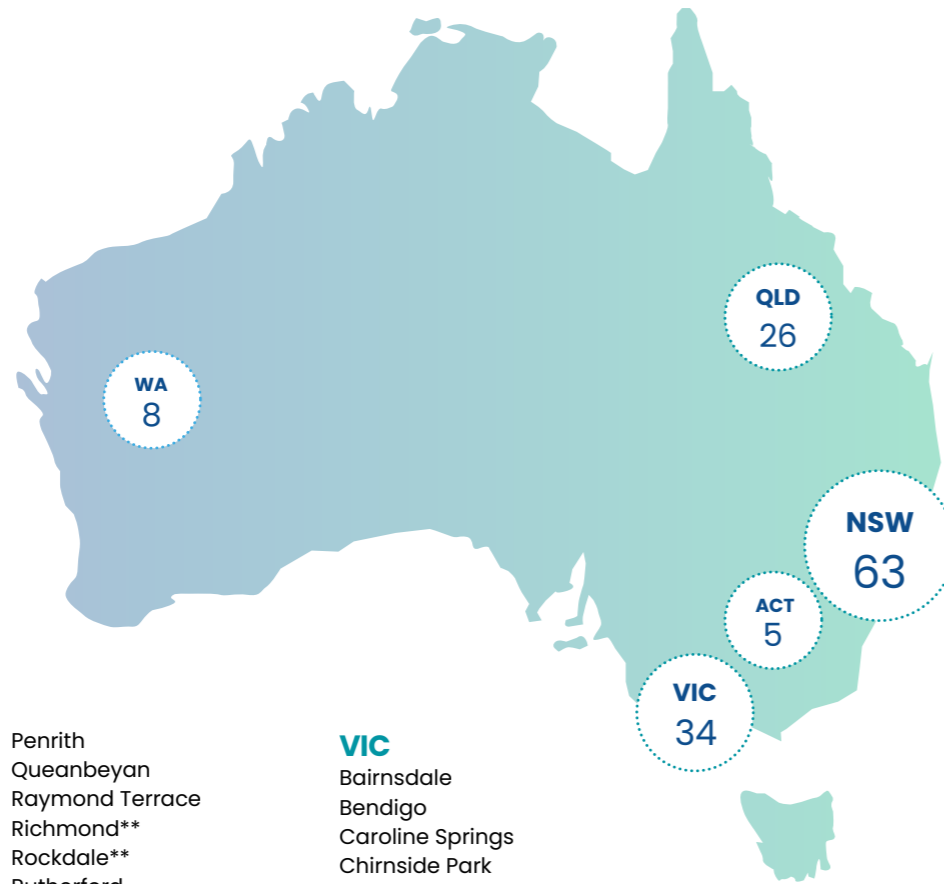 QLD
26
WA
8
NSW
63
ACT
5
VIC
34
Penrith
Queanbeyan
Raymond Terrace
Richmond**
Rockdale**
Rutherford
VIC
Bairnsdale
Bendigo
Caroline Springs
Chirnside Park